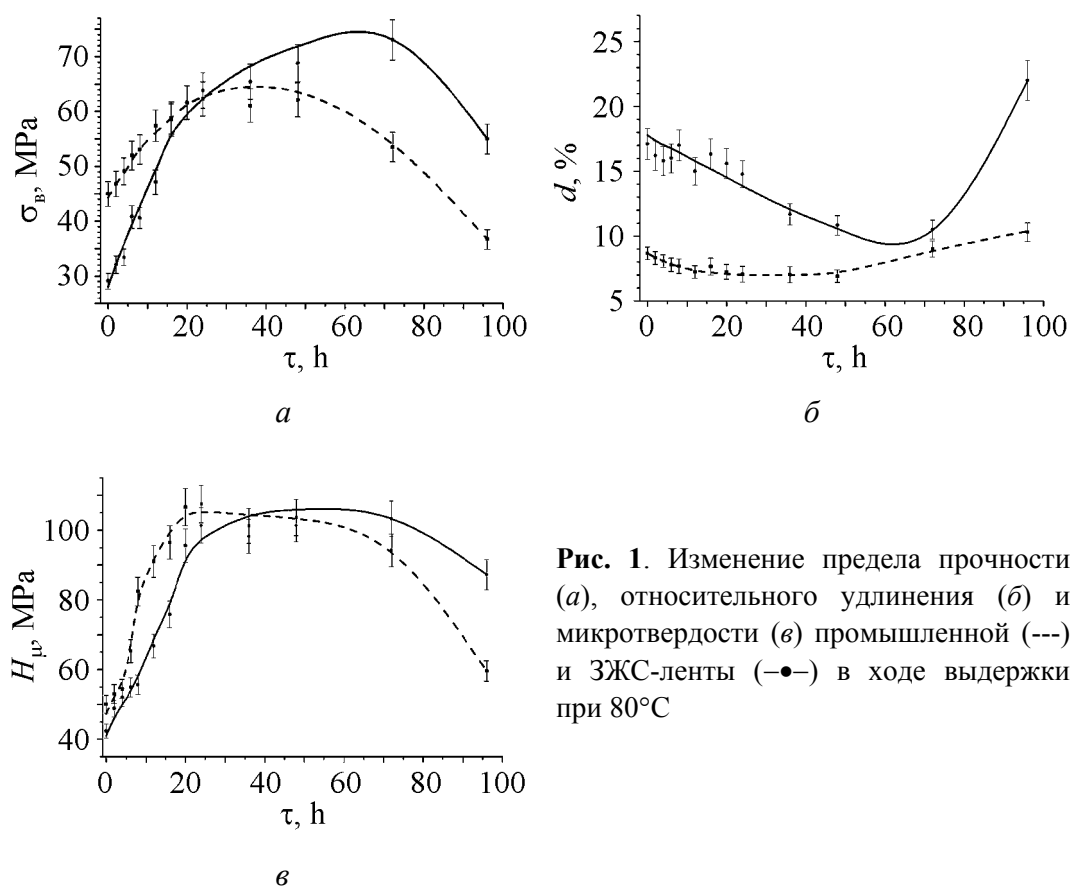 σв, MPa
70
60
50
40
30
0 20 40 60 80 100
τ, h
а
d, %
25
20
15
10
5
0 20 40 60 80 100
τ, h
б
Hμ, MPa
100
80
60
40
0 20 40 60 80 100
τ, h
в
Рис. 1. Изменение предела прочности
(а), относительного удлинения (б) и
микротвердости (в) промышленной (---)
и ЗЖС-ленты (–●–) в ходе выдержки
при 80°С